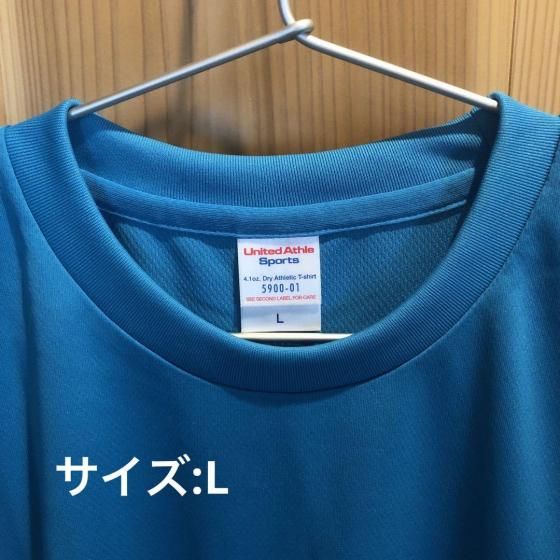 United Athle
Sports
4.1oz. Dry Athletic T-shirt
5900-01
SEE SECOND LABEL FOR CARE
L
サイズ:L